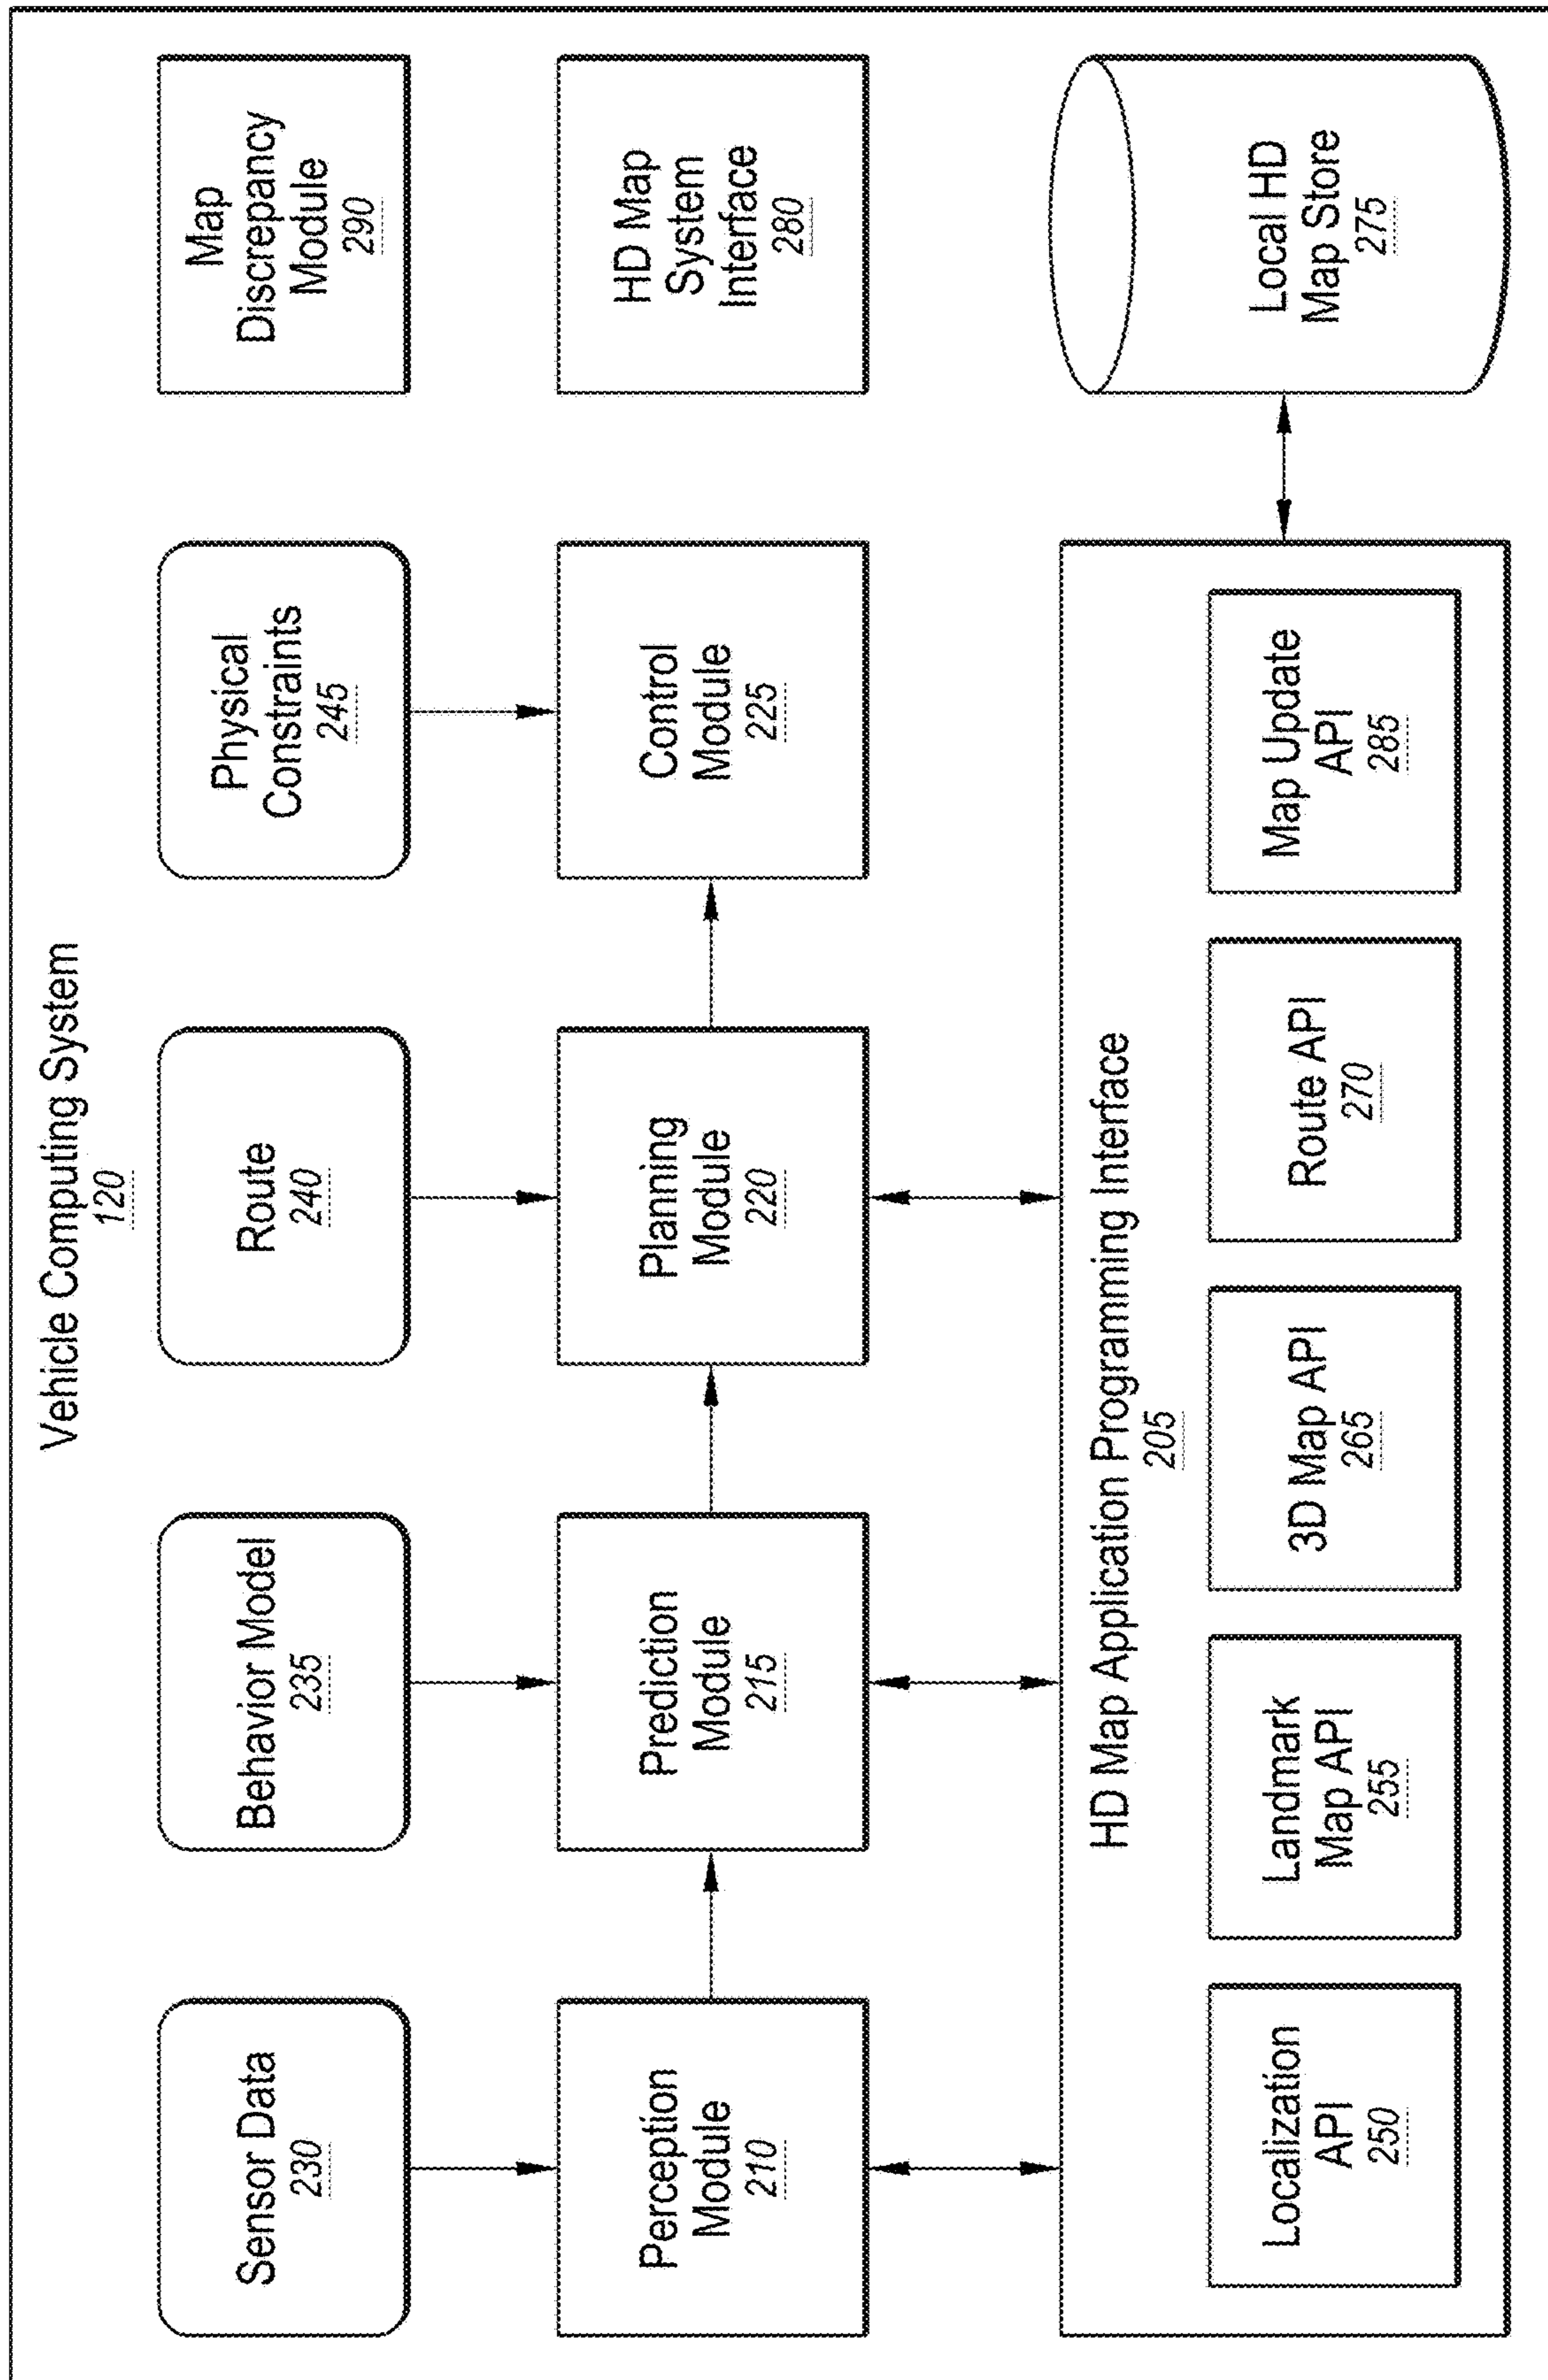 Vehicle Computing System
120
Sensor Data
230
Behavior Model
235
Route
240
Physical
Constraints
245
Map
Discrepancy
Module
290
Perception
Module
210
Prediction
Module
215
Planning
Module
220
Control
Module
225
HD Map
System
Interface
280
HD Map Application Programming Interface
205
Localization
API
250
Landmark
Map API
255
3D Map API
265
Route API
270
Map Update
API
285
Local HD
Map Store
275